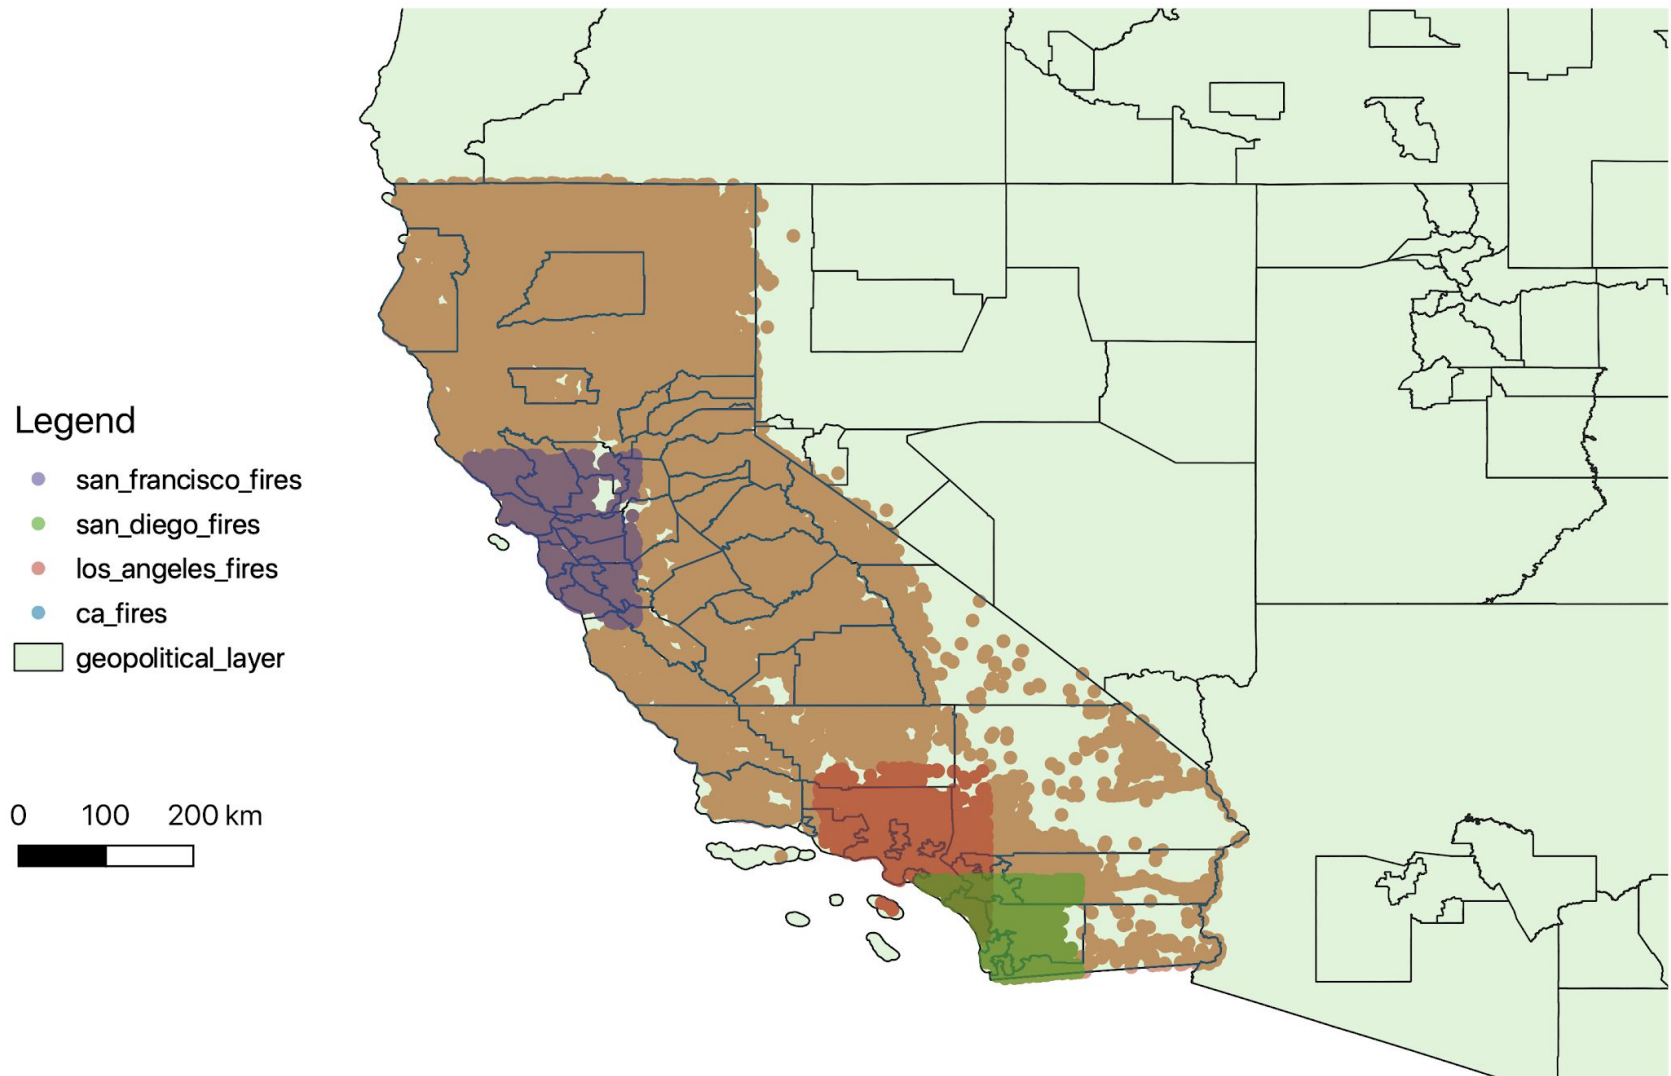 Legend
san_francisco_fires
san_diego_fires
los_angeles_fires
ca_fires
geopolitical_layer
0 100 200 km